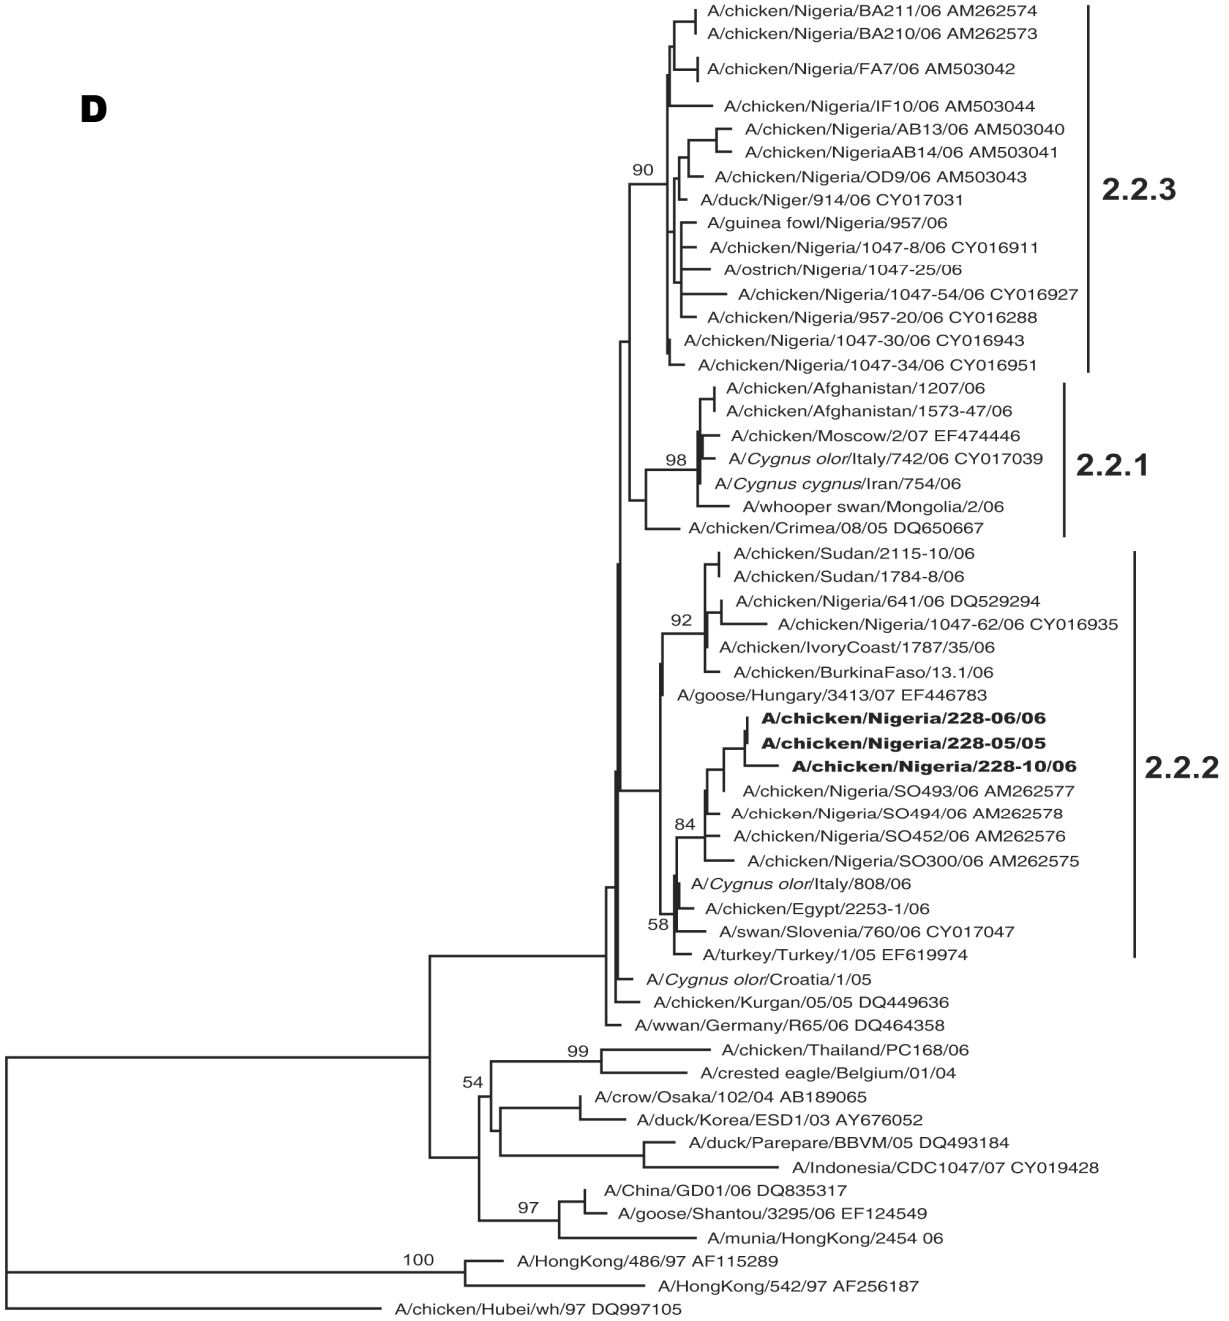 D
A/chicken/Nigeria/BA211/06 AM262574
A/chicken/Nigeria/BA210/06 AM262573
A/chicken/Nigeria/FA7/06 AM503042
A/chicken/Nigeria/IF10/06 AM503044
A/chicken/Nigeria/AB13/06 AM503040
A/chicken/NigeriaAB14/06 AM503041
90
A/chicken/Nigeria/OD9/06 AM503043
2.2.3
A/duck/Niger/914/06 CY017031
A/guinea fowl/Nigeria/957/06
A/chicken/Nigeria/1047-8/06 CY016911
A/ostrich/Nigeria/1047-25/06
A/chicken/Nigeria/1047-54/06 CY016927
A/chicken/Nigeria/957-20/06 CY016288
A/chicken/Nigeria/1047-30/06 CY016943
A/chicken/Nigeria/1047-34/06 CY016951
A/chicken/Afghanistan/1207/06
A/chicken/Afghanistan/1573-47/06
A/chicken/Moscow/2/07 EF474446
98
A/Cygnus olor/Italy/742/06 CY017039
2.2.1
A/Cygnus cygnus/Iran/754/06
A/whooper swan/Mongolia/2/06
A/chicken/Crimea/08/05 DQ650667
A/chicken/Sudan/2115-10/06
A/chicken/Sudan/1784-8/06
A/chicken/Nigeria/641/06 DQ529294
92
A/chicken/Nigeria/1047-62/06 CY016935
A/chicken/IvoryCoast/1787/35/06
A/chicken/BurkinaFaso/13.1/06
A/goose/Hungary/3413/07 EF446783
A/chicken/Nigeria/228-06/06
A/chicken/Nigeria/228-05/05
A/chicken/Nigeria/228-10/06
2.2.2
A/chicken/Nigeria/SO493/06 AM262577
A/chicken/Nigeria/SO494/06 AM262578
84
A/chicken/Nigeria/SO452/06 AM262576
A/chicken/Nigeria/SO300/06 AM262575
A/Cygnus olor/Italy/808/06
A/chicken/Egypt/2253-1/06
58
A/swan/Slovenia/760/06 CY017047
A/turkey/Turkey/1/05 EF619974
A/Cygnus olor/Croatia/1/05
A/chicken/Kurgan/05/05 DQ449636
A/wwan/Germany/R65/06 DQ464358
99
A/chicken/Thailand/PC168/06
A/crested eagle/Belgium/01/04
54
A/crow/Osaka/102/04 AB189065
A/duck/Korea/ESD1/03 AY676052
A/duck/Parepare/BBVM/05 DQ493184
A/Indonesia/CDC1047/07 CY019428
A/China/GD01/06 DQ835317
97
A/goose/Shantou/3295/06 EF124549
A/munia/HongKong/2454 06
100
A/HongKong/486/97 AF115289
A/HongKong/542/97 AF256187
A/chicken/Hubei/wh/97 DQ997105